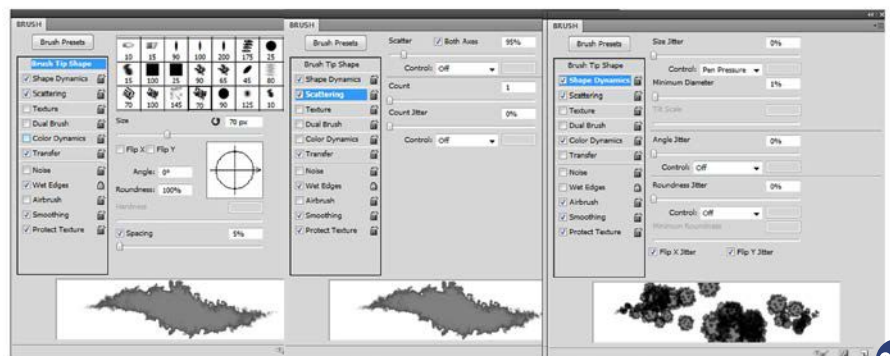 BRUSH
Brush Presets
Brush Tip Shape
Shape Dynamics
Scattering
Texture
Dual Brush
Color Dynamics
Transfer
Noise
Wet Edges
Airbrush
Smoothing
Protect Texture
10 15 90 100 200 175 25
15 100 25 90 65 45 80
70 100 145 70 90 125 10
Size 70 px
Flip X Flip Y
Angle: 0°
Roundness: 100%
Hardness
Spacing 5%
BRUSH
Brush Presets
Brush Tip Shape
Shape Dynamics
Scattering
Texture
Dual Brush
Color Dynamics
Transfer
Noise
Wet Edges
Airbrush
Smoothing
Protect Texture
Scatter Both Axes 95%
Control: Off
Count 1
Count Jitter 0%
Control: Off
BRUSH
Brush Presets
Brush Tip Shape
Shape Dynamics
Scattering
Texture
Dual Brush
Color Dynamics
Transfer
Noise
Wet Edges
Airbrush
Smoothing
Protect Texture
Size Jitter 0%
Control: Pen Pressure
Minimum Diameter 1%
Tilt Scale
Angle Jitter 0%
Control: Off
Roundness Jitter 0%
Control: Off
Minimum Roundness
Flip X Jitter Flip Y Jitter